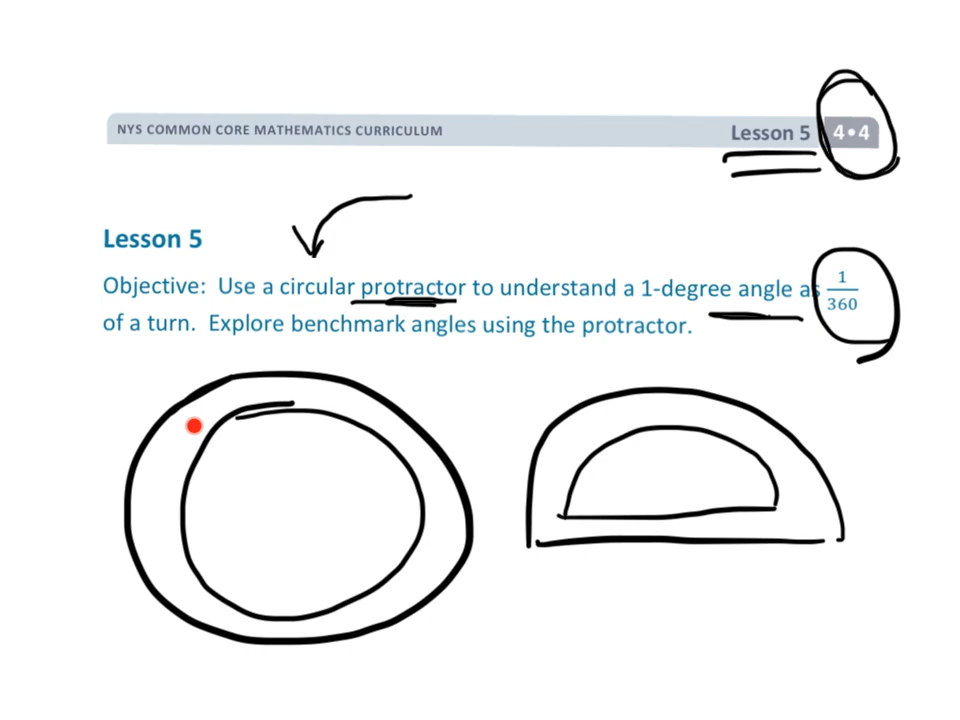 NYS COMMON CORE MATHEMATICS CURRICULUM
Lesson 5 4•4
Lesson 5
Objective: Use a circular protractor to understand a 1-degree angle as 1/360
of a turn. Explore benchmark angles using the protractor.